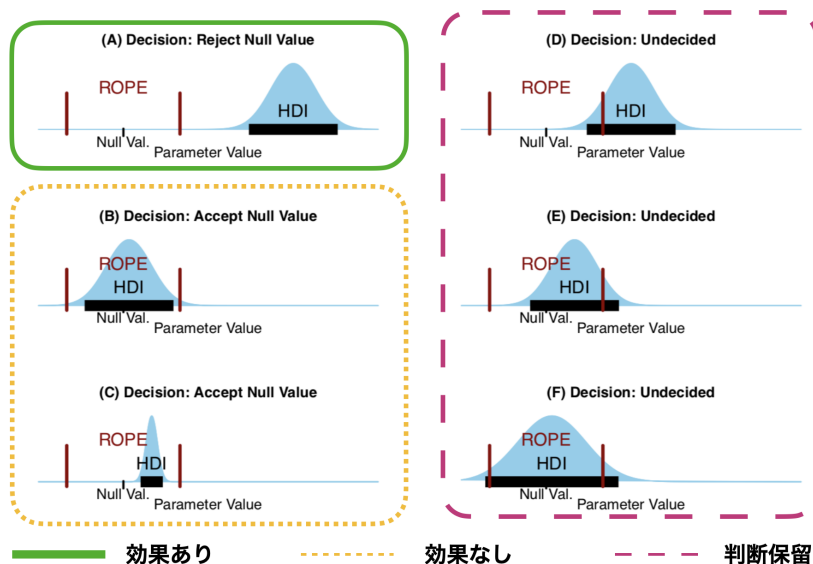 (A) Decision: Reject Null Value
ROPE
HDI
Null Val.
Parameter Value
(B) Decision: Accept Null Value
ROPE
HDI
Null Val.
Parameter Value
(C) Decision: Accept Null Value
ROPE
HDI
Null Val.
Parameter Value
(D) Decision: Undecided
ROPE
HDI
Null Val.
Parameter Value
(E) Decision: Undecided
ROPE
HDI
Null Val.
Parameter Value
(F) Decision: Undecided
ROPE
HDI
Null Val.
Parameter Value
効果あり
効果なし
判断保留